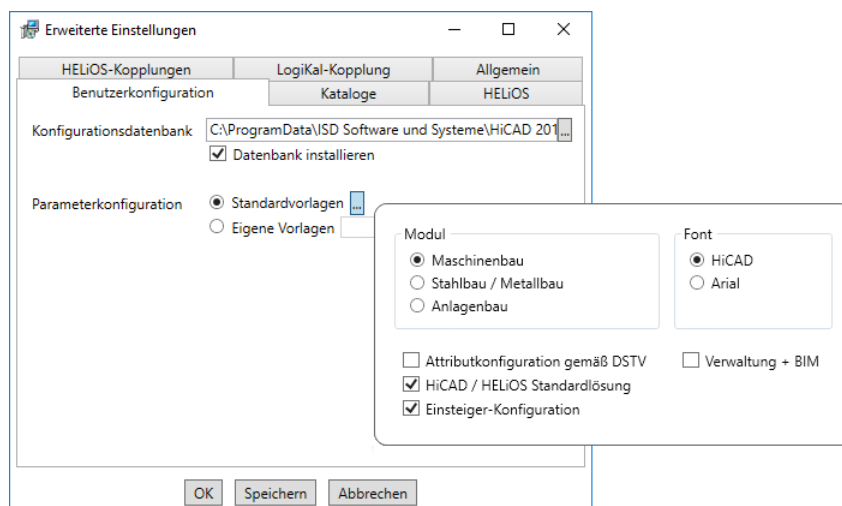 Erweiterte Einstellungen
HELiOS-Kopplungen LogiKal-Kopplung Allgemein
Benutzerkonfiguration Kataloge HELiOS
Konfigurationsdatenbank C:\ProgramData\ISD Software und Systeme\HiCAD 201 ...
Datenbank installieren
Parameterkonfiguration Standardvorlagen ...
Eigene Vorlagen
Modul Font
Maschinenbau HiCAD
Stahlbau / Metallbau Arial
Anlagenbau
Attributkonfiguration gemäß DSTV Verwaltung + BIM
HiCAD / HELiOS Standardlösung
Einsteiger-Konfiguration
OK Speichern Abbrechen